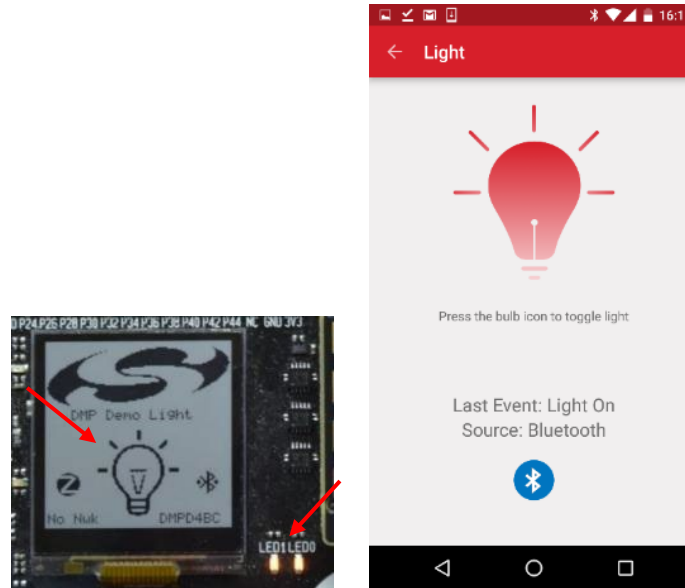 P24 P26 P28 P30 P32 P34 P36 P38 P40 P42 P44 NC GND 3V3
DMP Demo Light
No Nwk
DMPD4BC
LED1 LED0
16:1
Light
Press the bulb icon to toggle light
Last Event: Light On
Source: Bluetooth